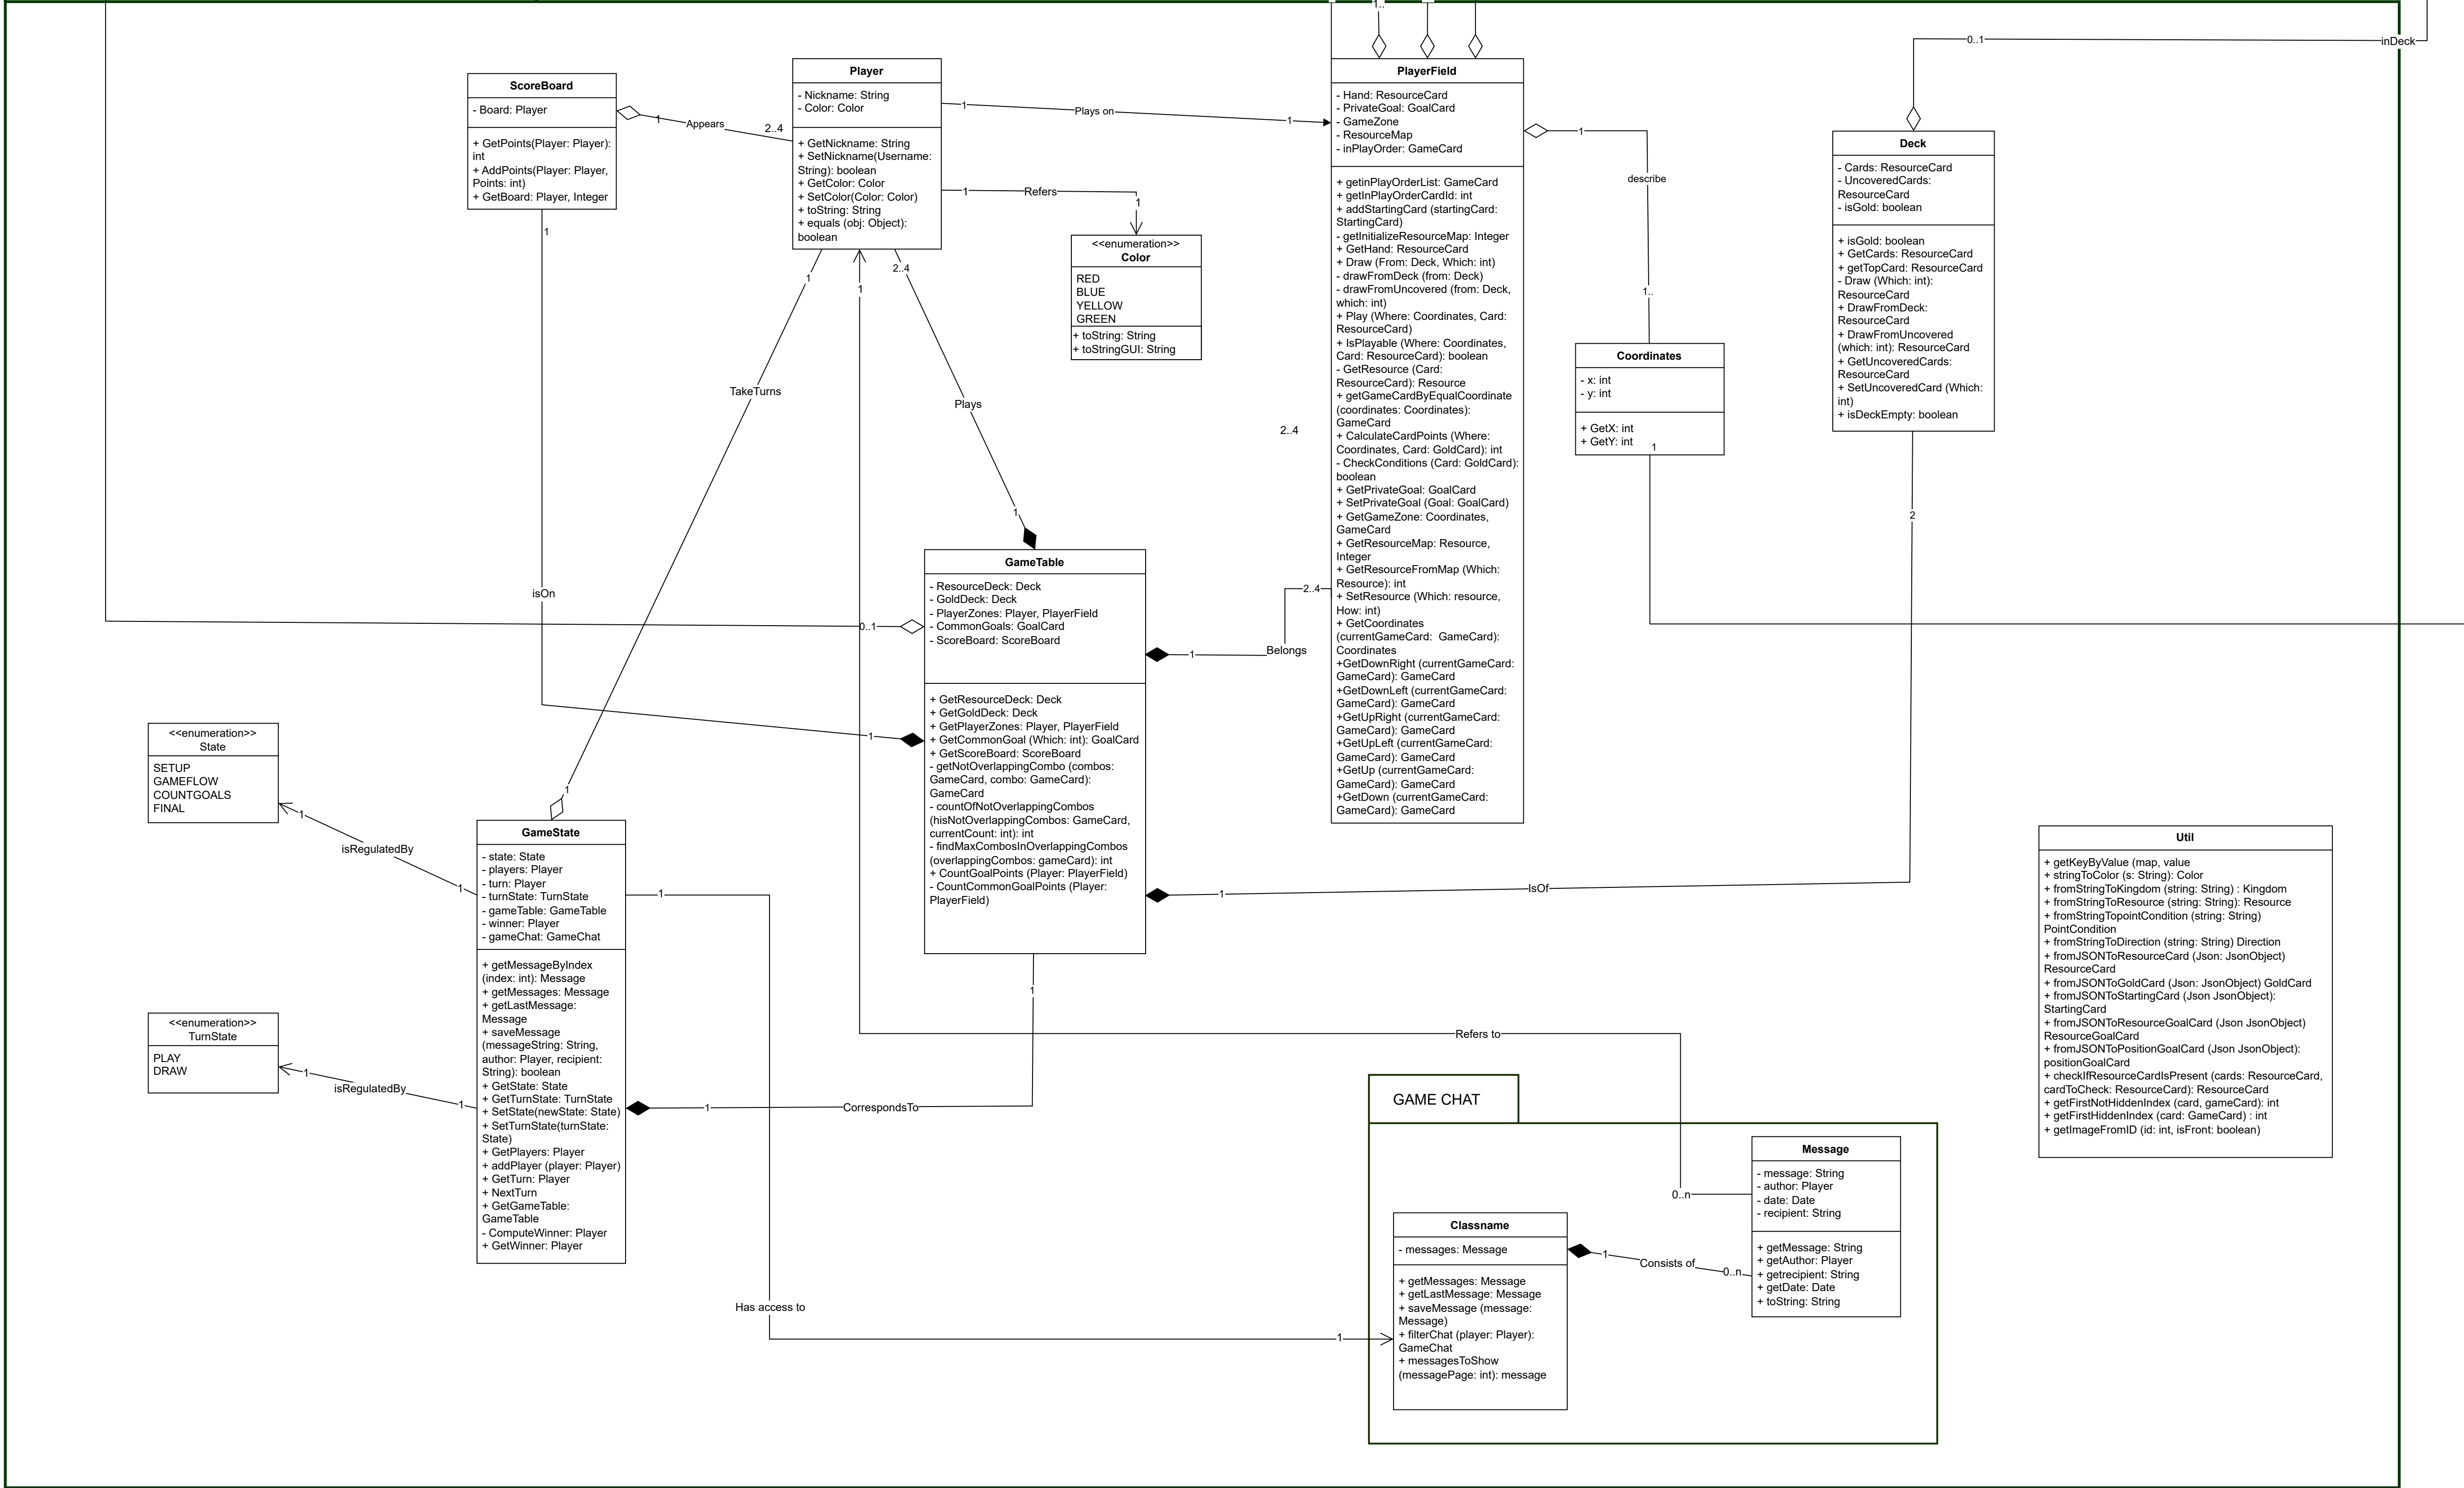 1..
0..1
inDeck
ScoreBoard
- Board: Player
+ GetPoints(Player: Player):
int
+ AddPoints(Player: Player,
Points: int)
+ GetBoard: Player, Integer
1
Appears
2..4
Player
- Nickname: String
- Color: Color
+ GetNickname: String
+ SetNickname(Username:
String): boolean
+ GetColor: Color
+ SetColor(Color: Color)
+ toString: String
+ equals (obj: Object):
boolean
1
Plays on
1
1
Refers
1
<<enumeration>>
Color
RED
BLUE
YELLOW
GREEN
+ toString: String
+ toStringGUI: String
PlayerField
- Hand: ResourceCard
- PrivateGoal: GoalCard
- GameZone
- ResourceMap
- inPlayOrder: GameCard
+ getinPlayOrderList: GameCard
+ getInPlayOrderCardId: int
+ addStartingCard (startingCard:
StartingCard)
- getInitializeResourceMap: Integer
+ GetHand: ResourceCard
+ Draw (From: Deck, Which: int)
- drawFromDeck (from: Deck)
- drawFromUncovered (from: Deck,
which: int)
+ Play (Where: Coordinates, Card:
ResourceCard)
+ IsPlayable (Where: Coordinates,
Card: ResourceCard): boolean
- GetResource (Card:
ResourceCard): Resource
+ getGameCardByEqualCoordinate
(coordinates: Coordinates):
GameCard
+ CalculateCardPoints (Where:
Coordinates, Card: GoldCard): int
- CheckConditions (Card: GoldCard):
boolean
+ GetPrivateGoal: GoalCard
+ SetPrivateGoal (Goal: GoalCard)
+ GetGameZone: Coordinates,
GameCard
+ GetResourceMap: Resource,
Integer
+ GetResourceFromMap (Which:
Resource): int
+ SetResource (Which: resource,
How: int)
+ GetCoordinates
(currentGameCard:  GameCard):
Coordinates
+GetDownRight (currentGameCard:
GameCard): GameCard
+GetDownLeft (currentGameCard:
GameCard): GameCard
+GetUpRight (currentGameCard:
GameCard): GameCard
+GetUpLeft (currentGameCard:
GameCard): GameCard
+GetUp (currentGameCard:
GameCard): GameCard
+GetDown (currentGameCard:
GameCard): GameCard
1
describe
1..
Coordinates
- x: int
- y: int
+ GetX: int
+ GetY: int
1
Deck
- Cards: ResourceCard
- UncoveredCards:
ResourceCard
- isGold: boolean
+ isGold: boolean
+ GetCards: ResourceCard
+ getTopCard: ResourceCard
- Draw (Which: int):
ResourceCard
+ DrawFromDeck:
ResourceCard
+ DrawFromUncovered
(which: int): ResourceCard
+ GetUncoveredCards:
ResourceCard
+ SetUncoveredCard (Which:
int)
+ isDeckEmpty: boolean
1
1
1
2..4
TakeTurns
Plays
2..4
1
2
isOn
2..4
0..1
1
Belongs
GameTable
- ResourceDeck: Deck
- GoldDeck: Deck
- PlayerZones: Player, PlayerField
- CommonGoals: GoalCard
- ScoreBoard: ScoreBoard
+ GetResourceDeck: Deck
+ GetGoldDeck: Deck
+ GetPlayerZones: Player, PlayerField
+ GetCommonGoal (Which: int): GoalCard
+ GetScoreBoard: ScoreBoard
- getNotOverlappingCombo (combos:
GameCard, combo: GameCard):
GameCard
- countOfNotOverlappingCombos
(hisNotOverlappingCombos: GameCard,
currentCount: int): int
- findMaxCombosInOverlappingCombos
(overlappingCombos: gameCard): int
+ CountGoalPoints (Player: PlayerField)
- CountCommonGoalPoints (Player:
PlayerField)
1
1
<<enumeration>>
State
SETUP
GAMEFLOW
COUNTGOALS
FINAL
1
isRegulatedBy
1
GameState
- state: State
- players: Player
- turn: Player
- turnState: TurnState
- gameTable: GameTable
- winner: Player
- gameChat: GameChat
+ getMessageByIndex
(index: int): Message
+ getMessages: Message
+ getLastMessage:
Message
+ saveMessage
(messageString: String,
author: Player, recipient:
String): boolean
+ GetState: State
+ GetTurnState: TurnState
+ SetState(newState: State)
+ SetTurnState(turnState:
State)
+ GetPlayers: Player
+ addPlayer (player: Player)
+ GetTurn: Player
+ NextTurn
+ GetGameTable:
GameTable
- ComputeWinner: Player
+ GetWinner: Player
1
1
IsOf
Util
+ getKeyByValue (map, value
+ stringToColor (s: String): Color
+ fromStringToKingdom (string: String) : Kingdom
+ fromStringToResource (string: String): Resource
+ fromStringTopointCondition (string: String)
PointCondition
+ fromStringToDirection (string: String) Direction
+ fromJSONToResourceCard (Json: JsonObject)
ResourceCard
+ fromJSONToGoldCard (Json: JsonObject) GoldCard
+ fromJSONToStartingCard (Json JsonObject):
StartingCard
+ fromJSONToResourceGoalCard (Json JsonObject)
ResourceGoalCard
+ fromJSONToPositionGoalCard (Json JsonObject):
positionGoalCard
+ checkIfResourceCardIsPresent (cards: ResourceCard,
cardToCheck: ResourceCard): ResourceCard
+ getFirstNotHiddenIndex (card, gameCard): int
+ getFirstHiddenIndex (card: GameCard) : int
+ getImageFromID (id: int, isFront: boolean)
1
<<enumeration>>
TurnState
PLAY
DRAW
1
isRegulatedBy
1
1
CorrespondsTo
Refers to
GAME CHAT
Message
- message: String
- author: Player
- date: Date
- recipient: String
+ getMessage: String
+ getAuthor: Player
+ getrecipient: String
+ getDate: Date
+ toString: String
0..n
Classname
- messages: Message
+ getMessages: Message
+ getLastMessage: Message
+ saveMessage (message:
Message)
+ filterChat (player: Player):
GameChat
+ messagesToShow
(messagePage: int): message
1
Consists of
0..n
Has access to
1